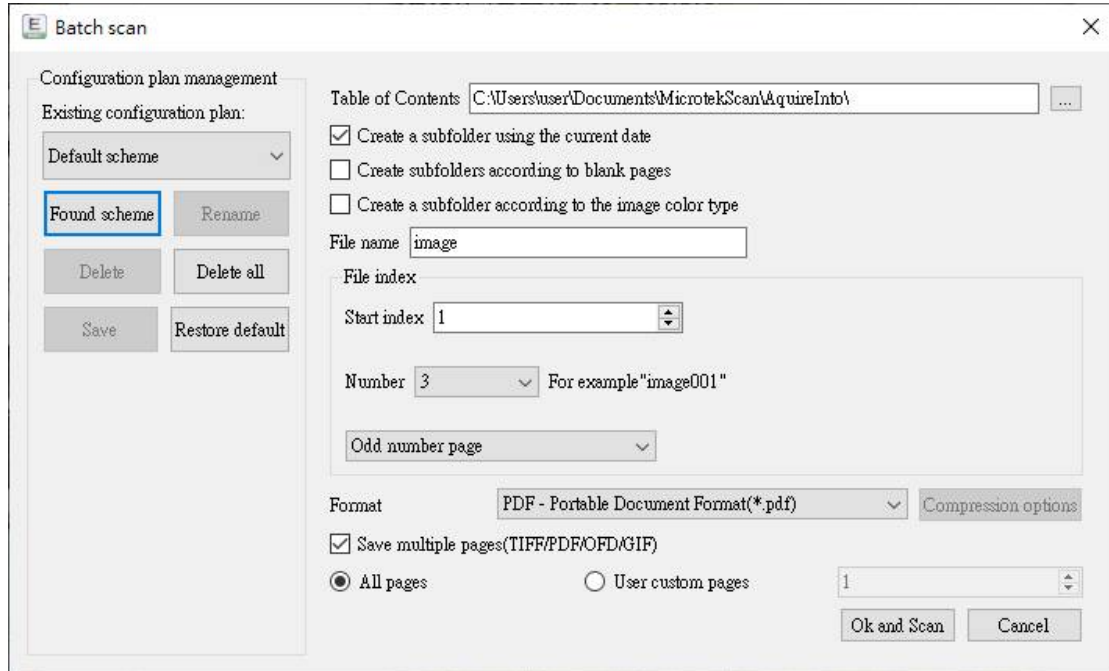 E Batch scan
Configuration plan management
Existing configuration plan:
Default scheme
Found scheme Rename
Delete Delete all
Save Restore default
Table of Contents C:\Users\user\Documents\MicrotekScan\AquireInto\ ...
Create a subfolder using the current date
Create subfolders according to blank pages
Create a subfolder according to the image color type
File name image
File index
Start index 1
Number 3 For example"image001"
Odd number page
Format PDF - Portable Document Format(*.pdf) Compression options
Save multiple pages(TIFF/PDF/OFD/GIF)
All pages User custom pages 1
Ok and Scan Cancel